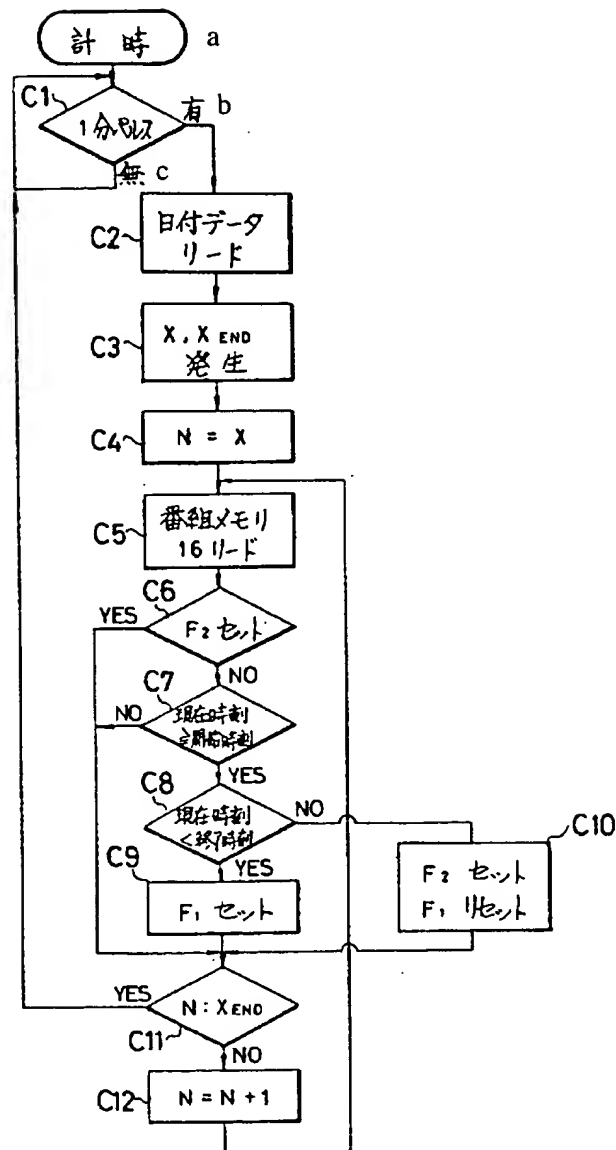 計時 a
C1
1分パルス
有 b
無 c
C2
日付データ
リード
C3
X, X END
発生
C4
N = X
C5
番組メモリ
16リード
C6
YES
F2 セット
NO
C7
NO
現在時刻
≧開始時刻
YES
C8
NO
現在時刻
<終了時刻
C10
C9
YES
F1 セット
F2 セット
F1 リセット
YES
N : X END
C11
NO
C12
N = N + 1